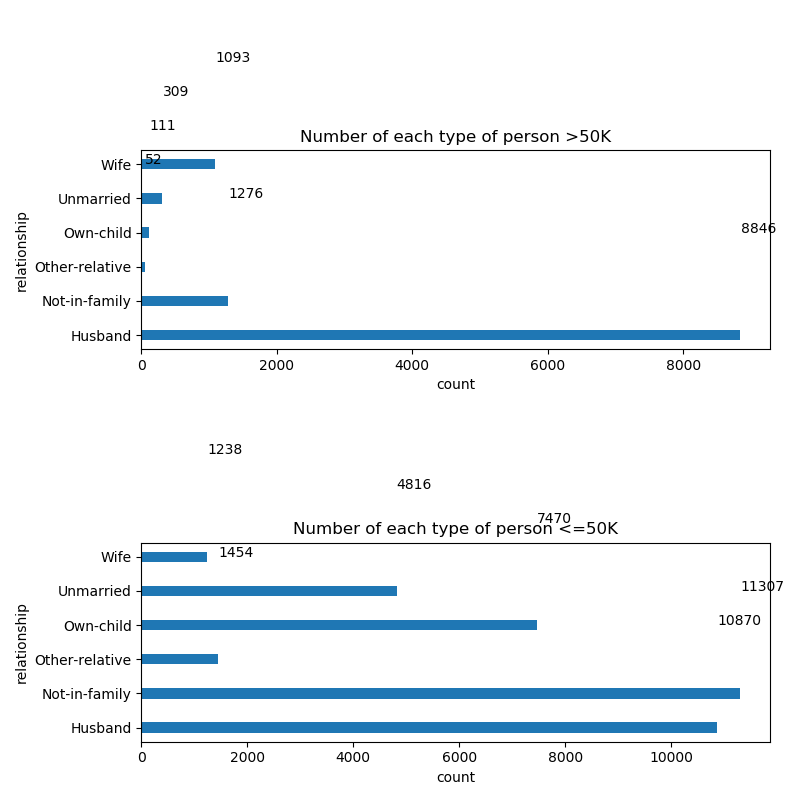 1093
309
111
Number of each type of person >50K
Wife
52
Unmarried
1276
Own-child
8846
Other-relative
Not-in-family
Husband
relationship
0 2000 4000 6000 8000
count
1238
4816
7470
Number of each type of person <=50K
Wife
1454
Unmarried
11307
Own-child
10870
Other-relative
Not-in-family
Husband
relationship
0 2000 4000 6000 8000 10000
count